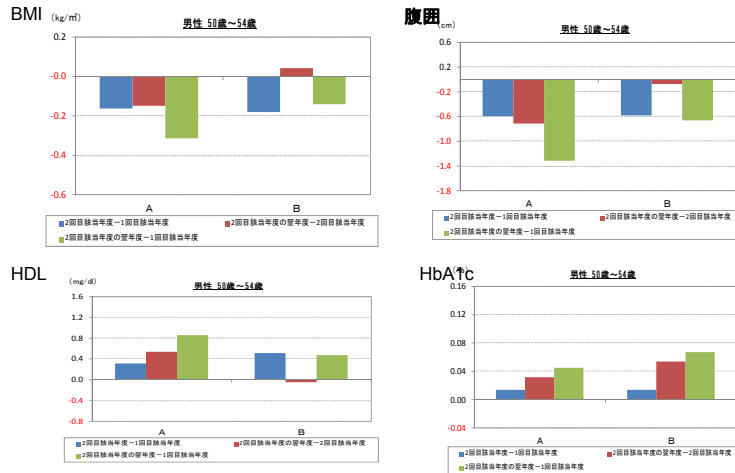 BMI (kg/㎡)
男性 50歳～54歳
0.2
-0.0
-0.2
-0.4
-0.6
A B
■2回目該当年度－1回目該当年度 ■2回目該当年度の翌年度－2回目該当年度
■2回目該当年度の翌年度－1回目該当年度
腹囲 (cm)
男性 50歳～54歳
0.6
0.2
-0.2
-0.6
-1.0
-1.4
-1.8
A B
■2回目該当年度－1回目該当年度 ■2回目該当年度の翌年度－2回目該当年度
■2回目該当年度の翌年度－1回目該当年度
HDL (mg/dl)
男性 50歳～54歳
1.6
1.2
0.8
0.4
0.0
-0.4
-0.8
A B
■2回目該当年度－1回目該当年度 ■2回目該当年度の翌年度－2回目該当年度
■2回目該当年度の翌年度－1回目該当年度
HbA1c (%)
男性 50歳～54歳
0.16
0.12
0.08
0.04
0.00
-0.04
A B
■2回目該当年度－1回目該当年度 ■2回目該当年度の翌年度－2回目該当年度
■2回目該当年度の翌年度－1回目該当年度